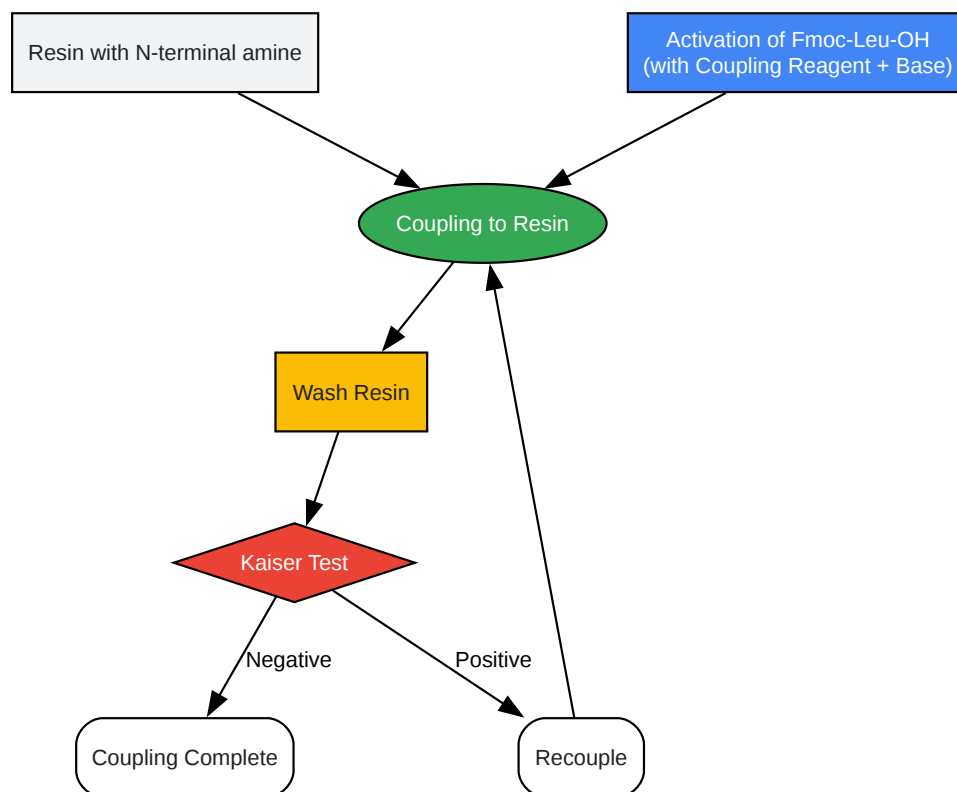 Resin with N-terminal amine
Activation of Fmoc-Leu-OH
(with Coupling Reagent + Base)
Coupling to Resin
Wash Resin
Kaiser Test
Negative
Positive
Coupling Complete
Recouple